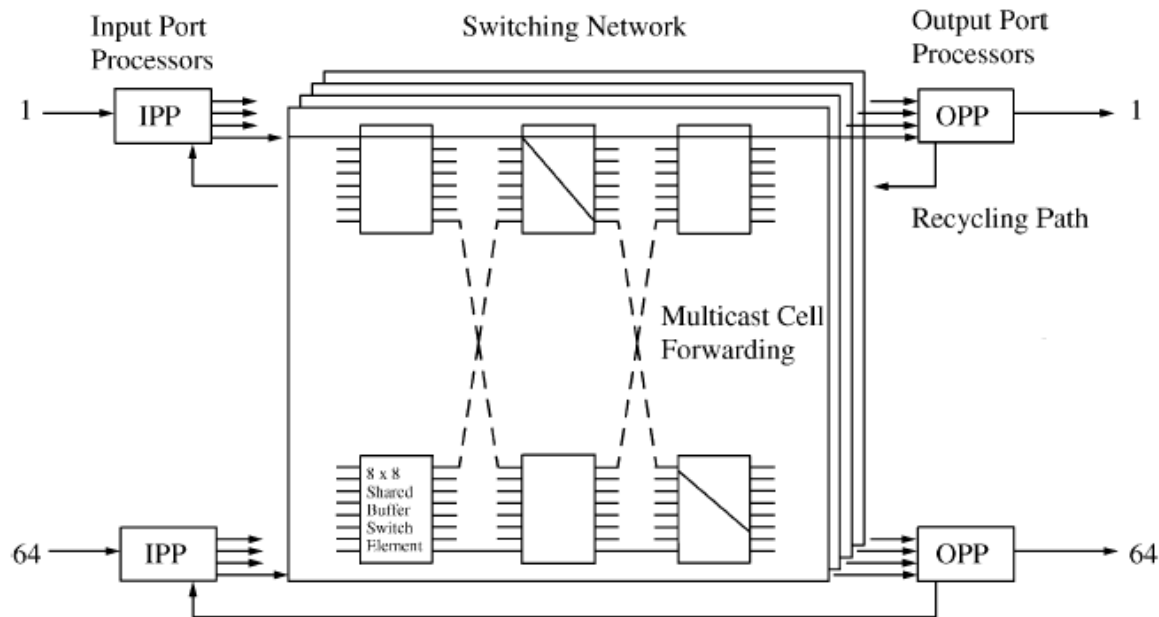 Input Port
Processors
Switching Network
Output Port
Processors
1
IPP
OPP
1
Recycling Path
Multicast Cell
Forwarding
8 x 8
Shared
Buffer
Switch
Element
64
IPP
OPP
64